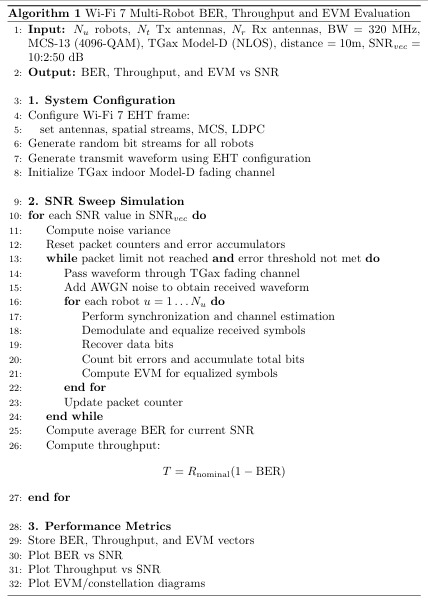 Algorithm 1 Wi-Fi 7 Multi-Robot BER, Throughput and EVM Evaluation
1: Input: N_u robots, N_t Tx antennas, N_r Rx antennas, BW = 320 MHz,
MCS-13 (4096-QAM), TGax Model-D (NLOS), distance = 10m, SNR_vec =
10:2:50 dB
2: Output: BER, Throughput, and EVM vs SNR
3: 1. System Configuration
4: Configure Wi-Fi 7 EHT frame:
5: set antennas, spatial streams, MCS, LDPC
6: Generate random bit streams for all robots
7: Generate transmit waveform using EHT configuration
8: Initialize TGax indoor Model-D fading channel
9: 2. SNR Sweep Simulation
10: for each SNR value in SNR_vec do
11: Compute noise variance
12: Reset packet counters and error accumulators
13: while packet limit not reached and error threshold not met do
14: Pass waveform through TGax fading channel
15: Add AWGN noise to obtain received waveform
16: for each robot u = 1 . . . N_u do
17: Perform synchronization and channel estimation
18: Demodulate and equalize received symbols
19: Recover data bits
20: Count bit errors and accumulate total bits
21: Compute EVM for equalized symbols
22: end for
23: Update packet counter
24: end while
25: Compute average BER for current SNR
26: Compute throughput:
T = R_nominal(1 − BER)
27: end for
28: 3. Performance Metrics
29: Store BER, Throughput, and EVM vectors
30: Plot BER vs SNR
31: Plot Throughput vs SNR
32: Plot EVM/constellation diagrams